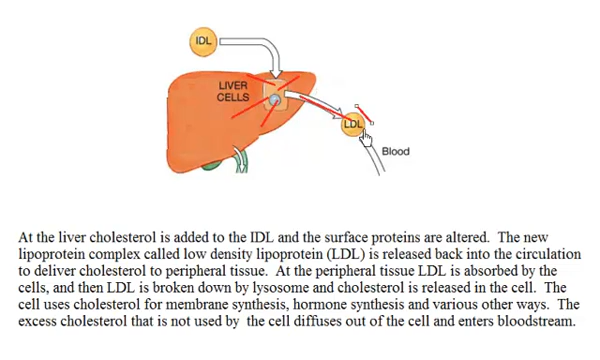 IDL
LIVER
CELLS
LDL
Blood
At the liver cholesterol is added to the IDL and the surface proteins are altered.  The new
lipoprotein complex called low density lipoprotein (LDL) is released back into the circulation
to deliver cholesterol to peripheral tissue.  At the peripheral tissue LDL is absorbed by the
cells, and then LDL is broken down by lysosome and cholesterol is released in the cell.  The
cell uses cholesterol for membrane synthesis, hormone synthesis and various other ways.  The
excess cholesterol that is not used by  the cell diffuses out of the cell and enters bloodstream.